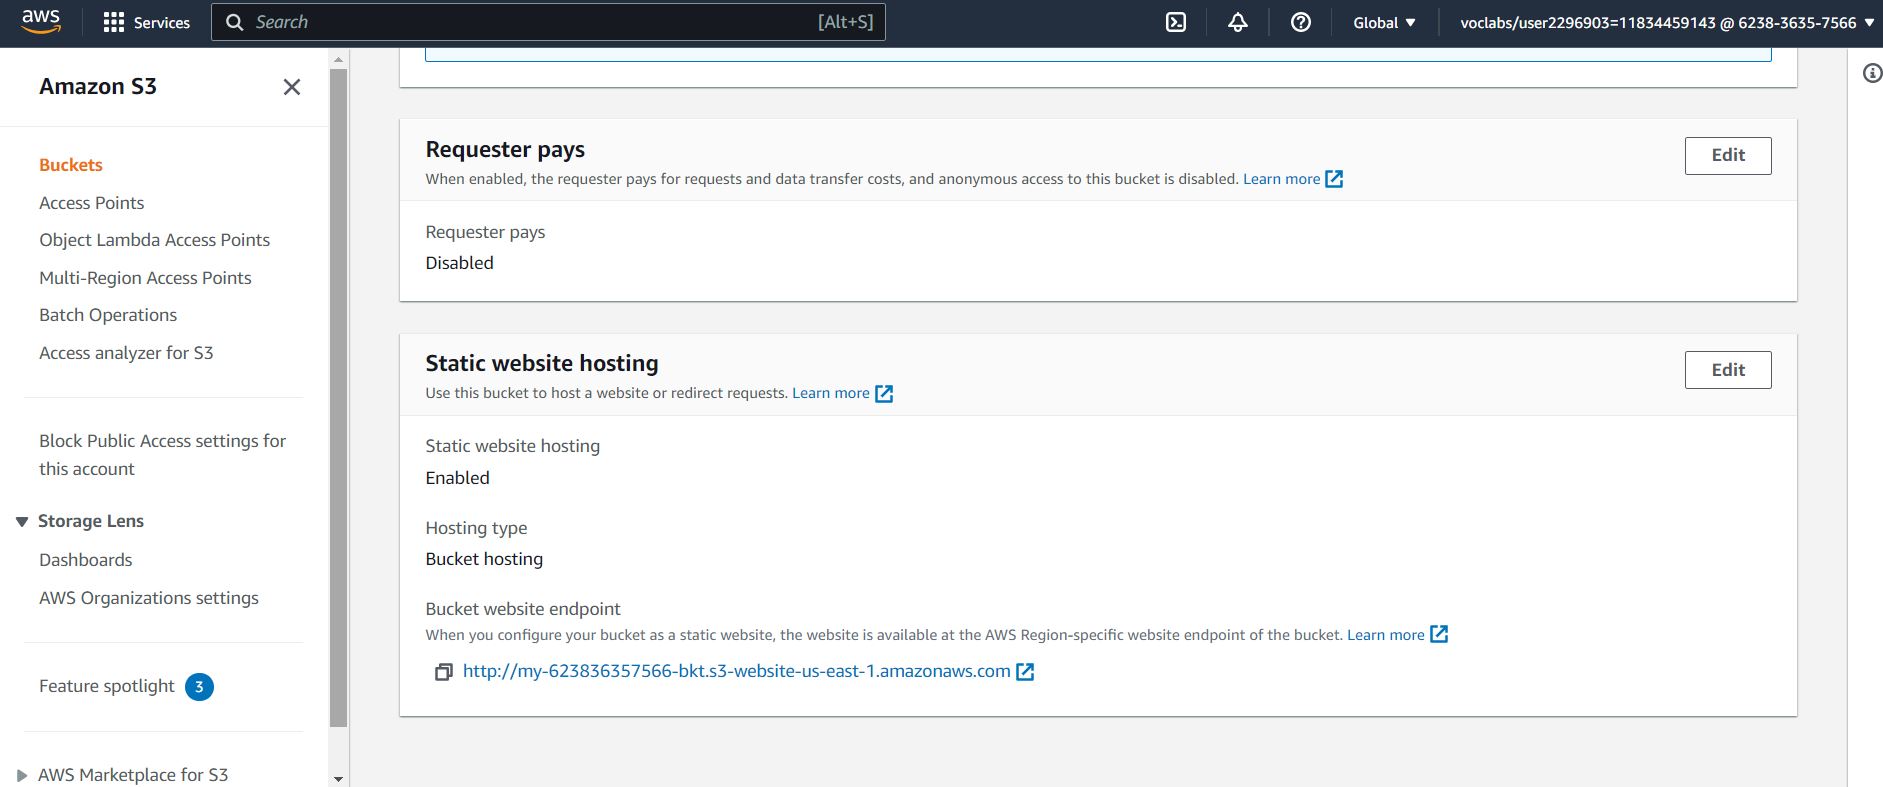 aws
Services
Search
[Alt+S]
Global
voclabs/user2296903=11834459143 @ 6238-3635-7566
Amazon S3
Buckets
Access Points
Object Lambda Access Points
Multi-Region Access Points
Batch Operations
Access analyzer for S3
Block Public Access settings for
this account
Storage Lens
Dashboards
AWS Organizations settings
Feature spotlight 3
AWS Marketplace for S3
Requester pays
Edit
When enabled, the requester pays for requests and data transfer costs, and anonymous access to this bucket is disabled. Learn more
Requester pays
Disabled
Static website hosting
Edit
Use this bucket to host a website or redirect requests. Learn more
Static website hosting
Enabled
Hosting type
Bucket hosting
Bucket website endpoint
When you configure your bucket as a static website, the website is available at the AWS Region-specific website endpoint of the bucket. Learn more
http://my-623836357566-bkt.s3-website-us-east-1.amazonaws.com